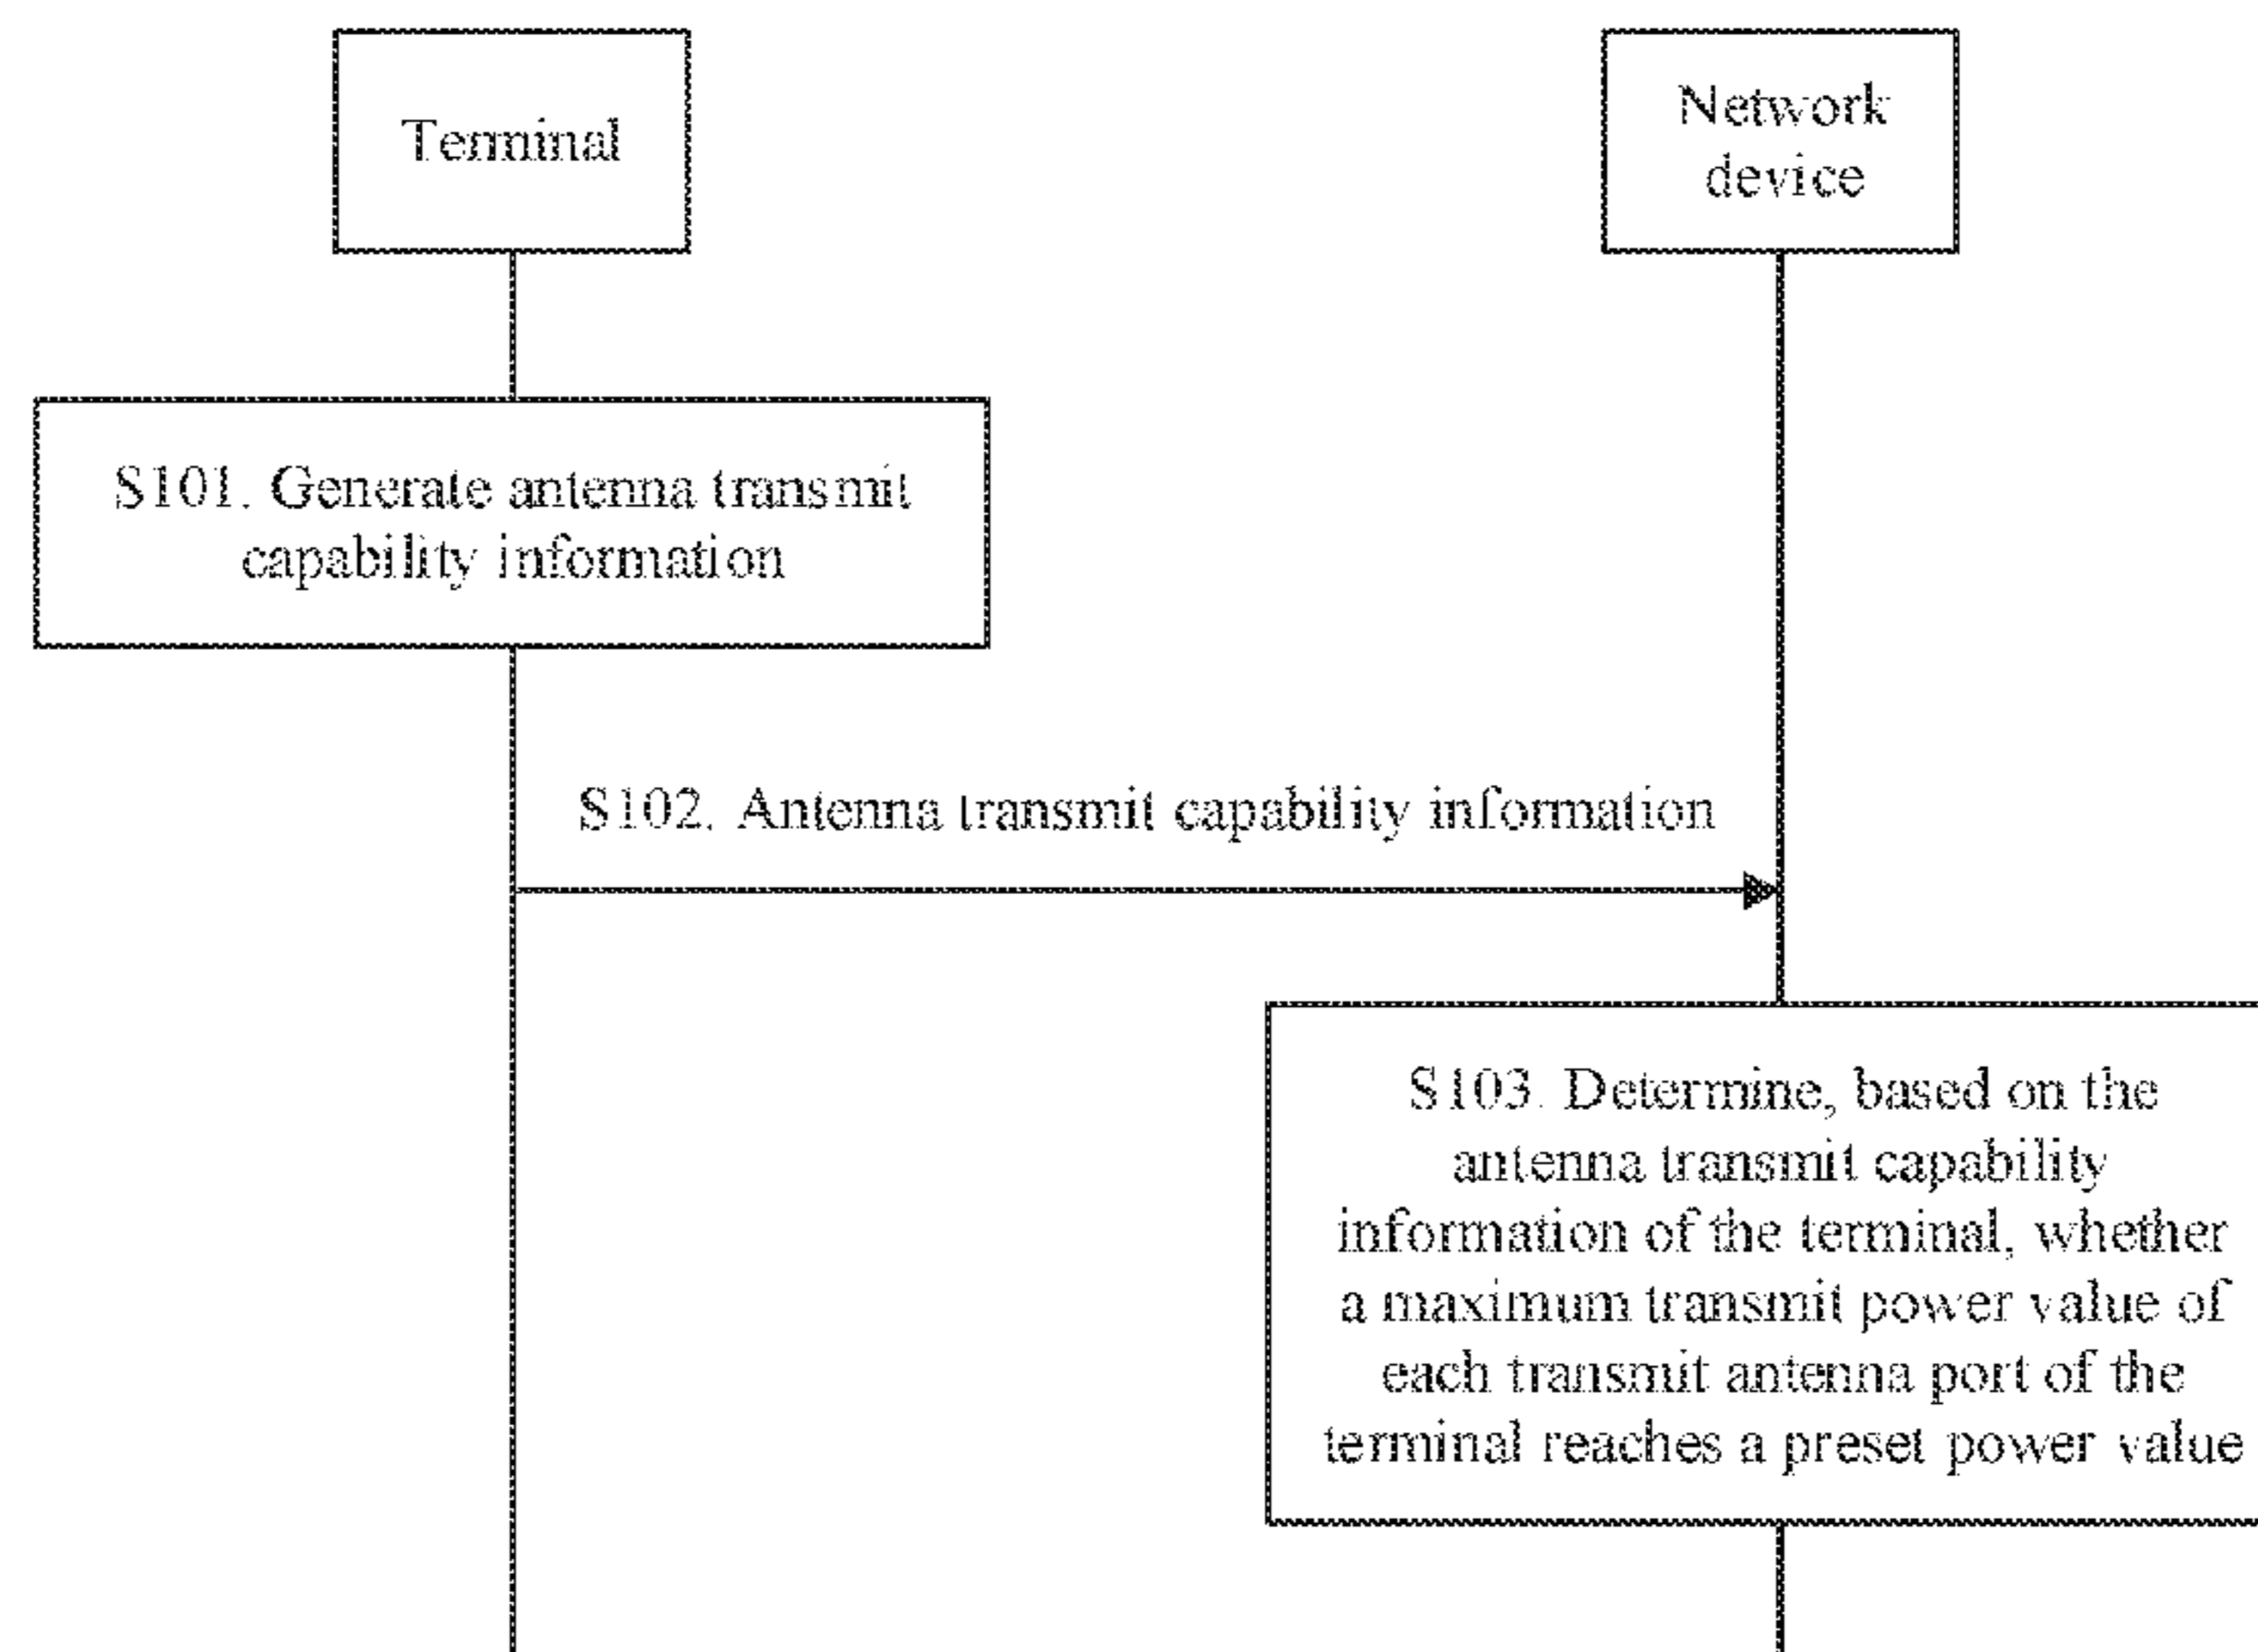 Terminal
Network
device
S101. Generate antenna transmit
capability information
S102. Antenna transmit capability information
S103. Determine, based on the
antenna transmit capability
information of the terminal, whether
a maximum transmit power value of
each transmit antenna port of the
terminal reaches a preset power value